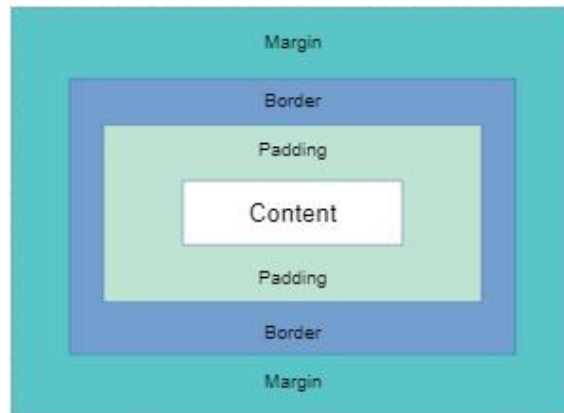 Margin
Border
Padding
Content
Padding
Border
Margin